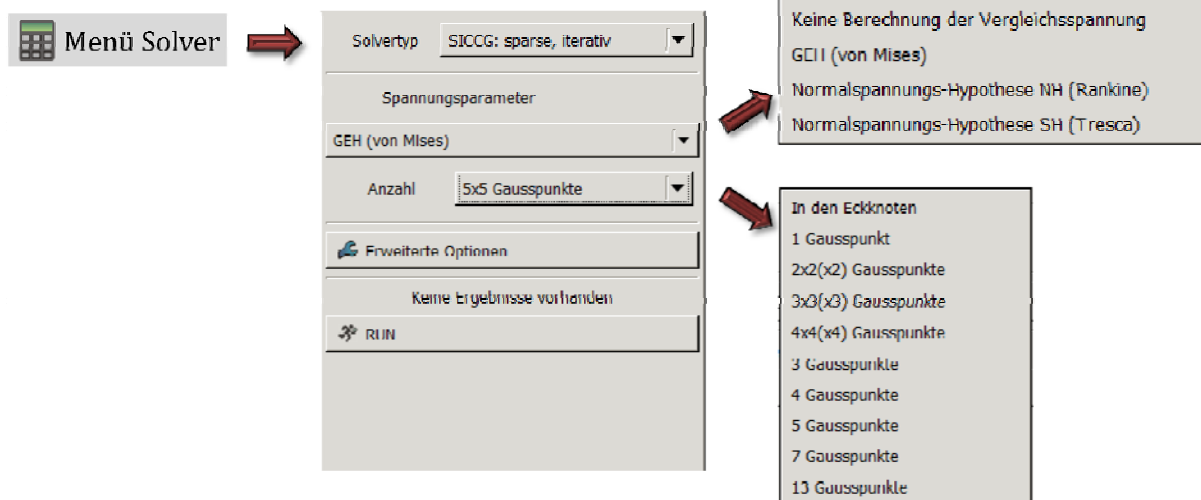 Menü Solver
Solvertyp SICCG: sparse, iterativ
Spannungsparameter
GEH (von Mises)
Anzahl 5x5 Gausspunkte
Erweiterte Optionen
Keine Ergebnisse vorhanden
RUN
Keine Berechnung der Vergleichsspannung
GEH (von Mises)
Normalspannungs-Hypothese NH (Rankine)
Normalspannungs-Hypothese SH (Tresca)
In den Eckknoten
1 Gausspunkt
2x2(x2) Gausspunkte
3x3(x3) Gausspunkte
4x4(x4) Gausspunkte
3 Gausspunkte
4 Gausspunkte
5 Gausspunkte
7 Gausspunkte
13 Gausspunkte